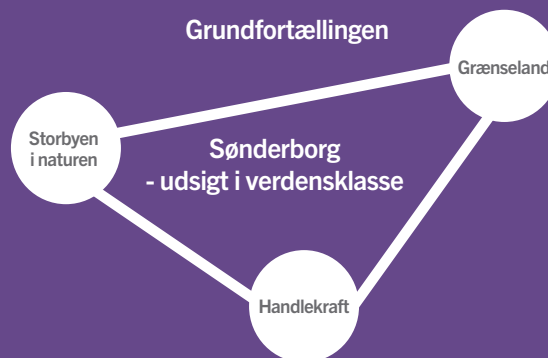 Grundfortællingen
Grænseland
Storbyen
i naturen
Sønderborg
- udsigt i verdensklasse
Handlekraft